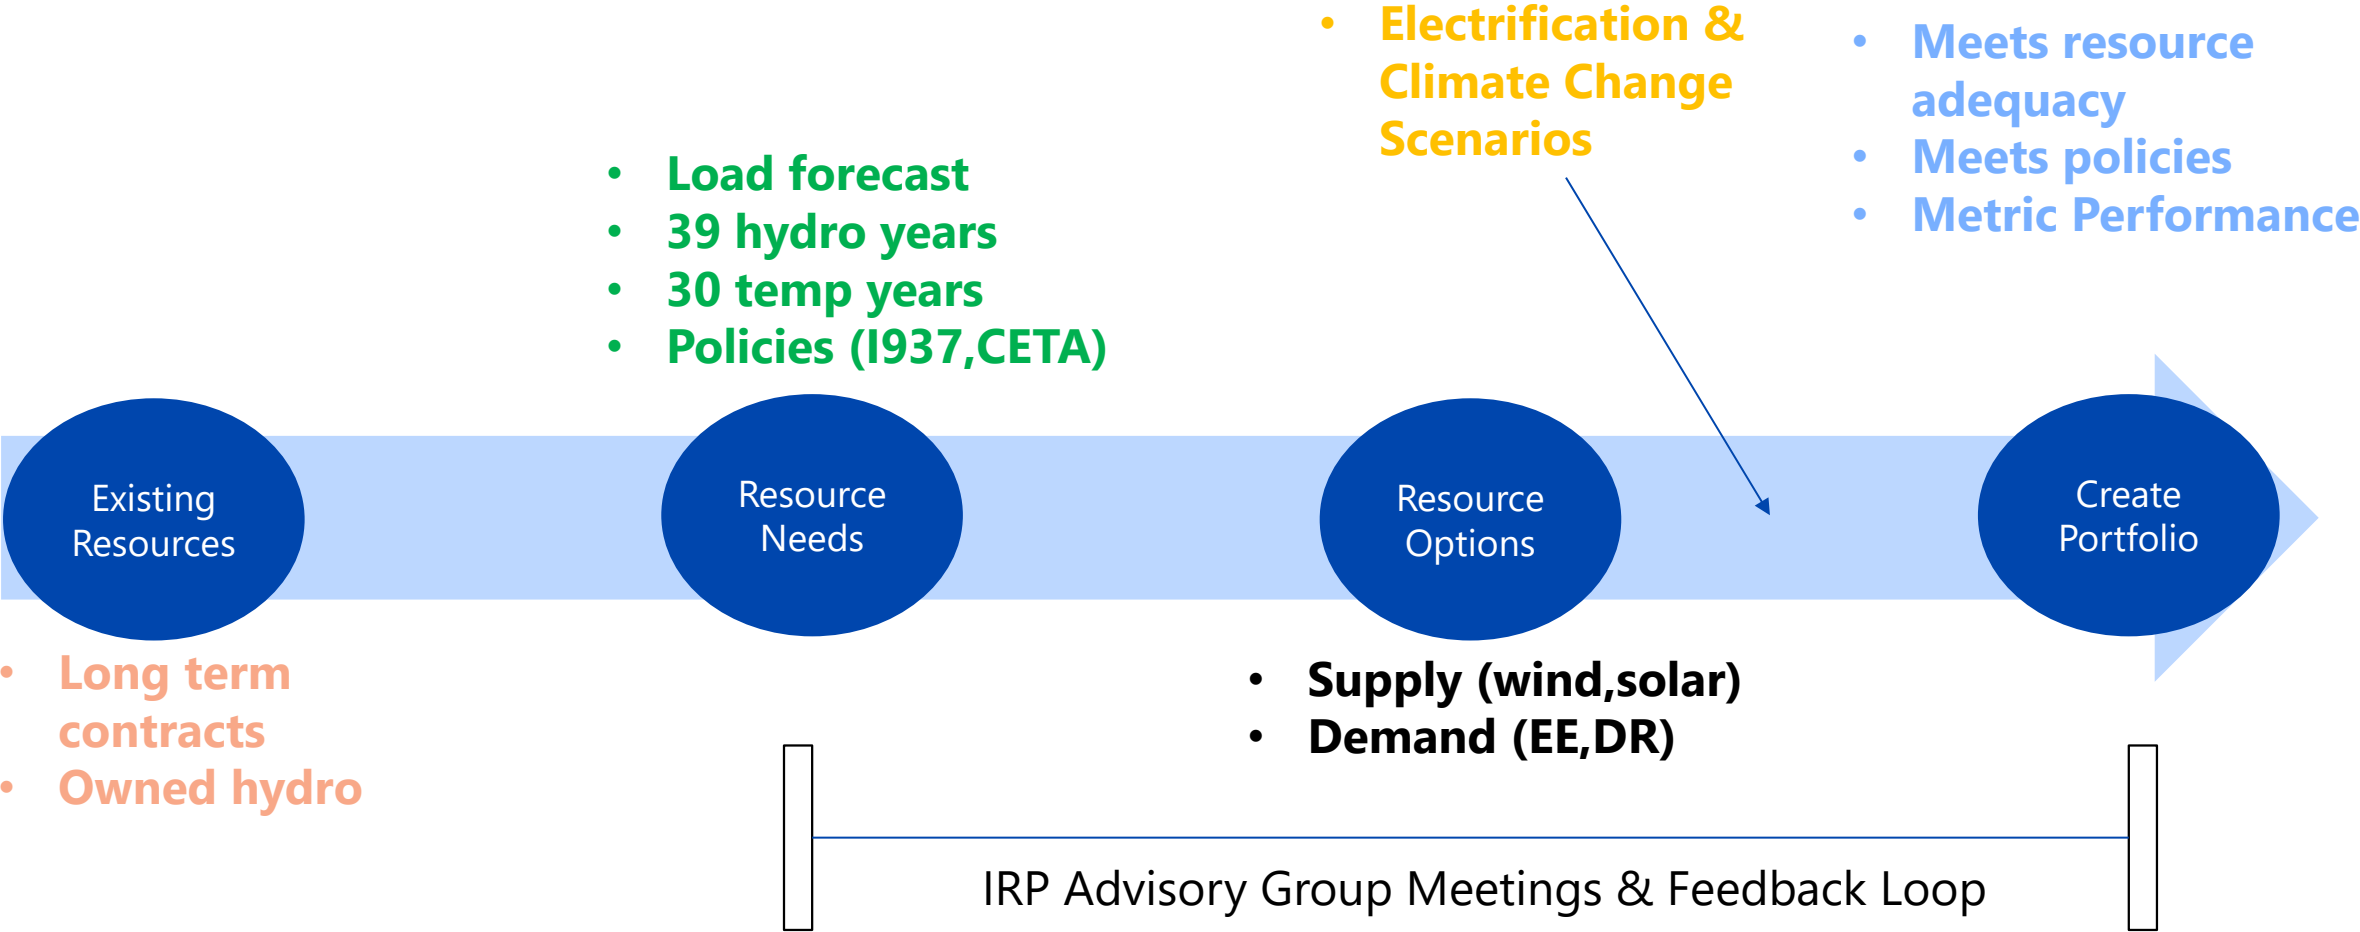 • Electrification &
Climate Change
Scenarios
• Meets resource
adequacy
• Meets policies
• Metric Performance
• Load forecast
• 39 hydro years
• 30 temp years
• Policies (I937,CETA)
Existing
Resources
Resource
Needs
Resource
Options
Create
Portfolio
• Long term
contracts
• Owned hydro
• Supply (wind,solar)
• Demand (EE,DR)
IRP Advisory Group Meetings & Feedback Loop